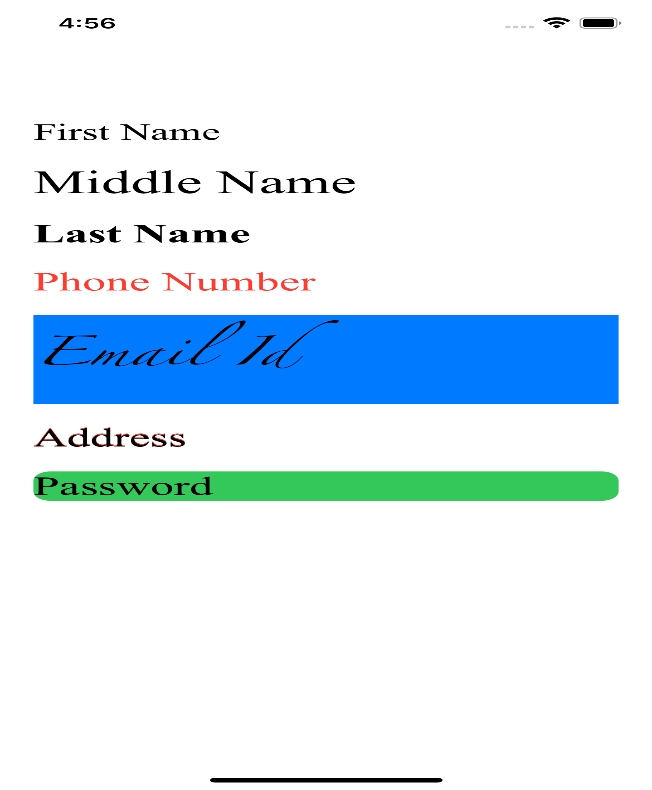 4:56
First Name
Middle Name
Last Name
Phone Number
Email Id
Address
Password